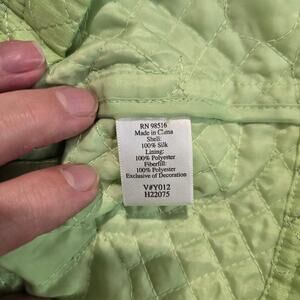 RN 98516
Made in China
Shell:
100% Silk
Lining:
100% Polyester
Fiberfill:
100% Polyester
Exclusive of Decoration
V#Y012
H22075